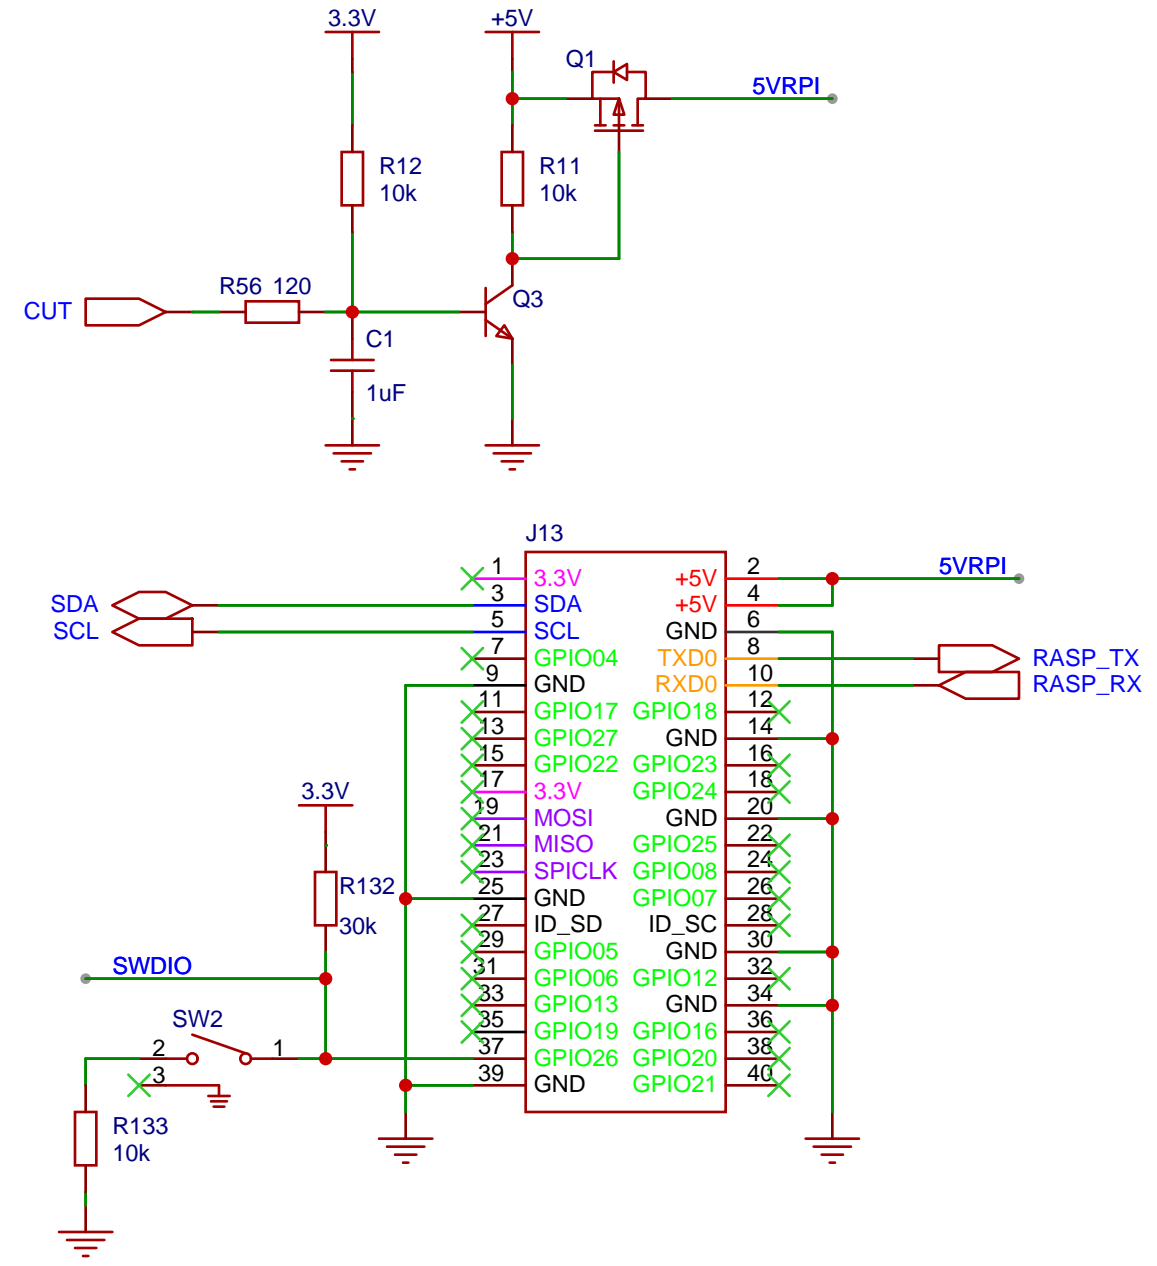 3.3V
+5V
Q1
5VRPI
R12
10k
R11
10k
R56 120
CUT
Q3
C1
1uF
J13
1 3.3V +5V 2
5VRPI
SDA
3 SDA +5V 4
SCL
5 SCL GND 6
7 GPIO04 TXD0 8
RASP_TX
9 GND RXD0 10
RASP_RX
11 GPIO17 GPIO18 12
13 GPIO27 GND 14
15 GPIO22 GPIO23 16
17 3.3V GPIO24 18
19 MOSI GND 20
21 MISO GPIO25 22
23 SPICLK GPIO08 24
25 GND GPIO07 26
27 ID_SD ID_SC 28
29 GPIO05 GND 30
31 GPIO06 GPIO12 32
33 GPIO13 GND 34
35 GPIO19 GPIO16 36
37 GPIO26 GPIO20 38
39 GND GPIO21 40
3.3V
R132
30k
SWDIO
SW2
2 1
3
R133
10k